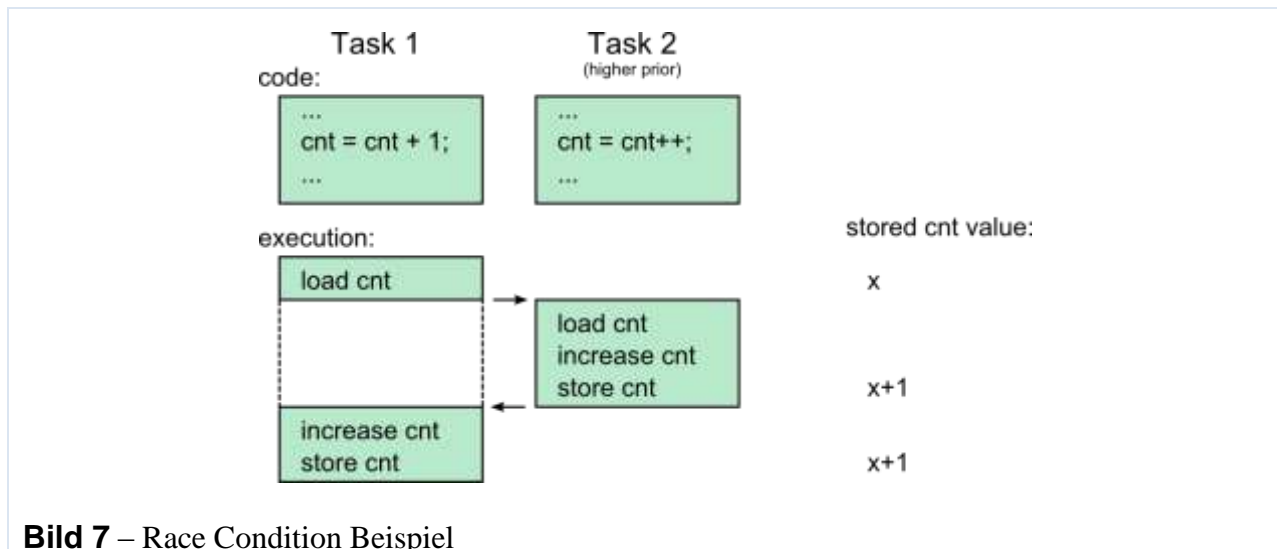 Task 1 Task 2
(higher prior)
code:
...
cnt = cnt + 1;
...
...
cnt = cnt++;
...
execution:
stored cnt value:
load cnt
x
load cnt
increase cnt
store cnt
x+1
increase cnt
store cnt
x+1
Bild 7 – Race Condition Beispiel